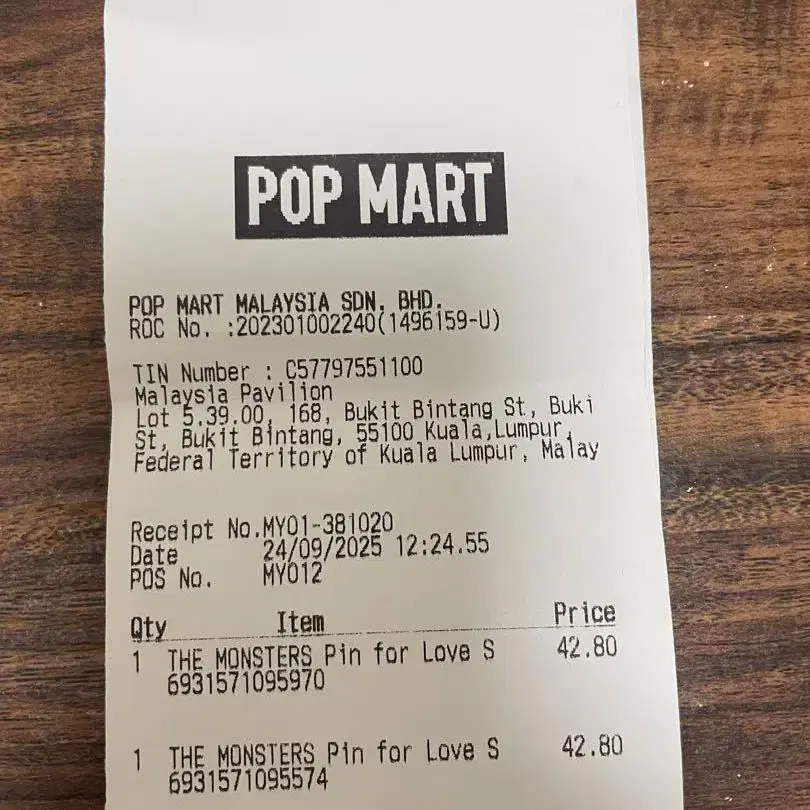 POP MART
POP MART MALAYSIA SDN. BHD.
ROC No. :202301002240(1496159-U)
TIN Number : C57797551100
Malaysia Pavilion
Lot 5.39.00, 168, Bukit Bintang St, Buki
St, Bukit Bintang, 55100 Kuala,Lumpur,
Federal Territory of Kuala Lumpur, Malay
Receipt No.MY01-381020
Date 24/09/2025 12:24.55
POS No. MY012
Qty Item Price
1 THE MONSTERS Pin for Love S 42.80
6931571095970
1 THE MONSTERS Pin for Love S 42.80
6931571095574